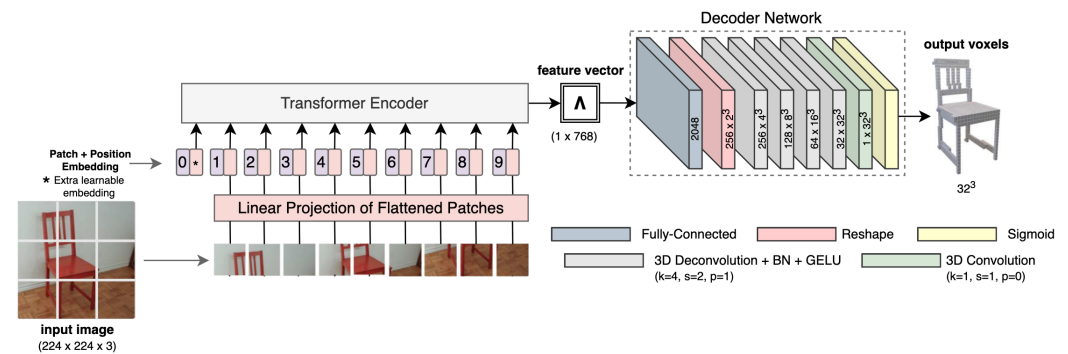 Decoder Network
output voxels
feature vector
Λ
(1 x 768)
2048
256 x 2³
256 x 4³
128 x 8³
64 x 16³
32 x 32³
1 x 32³
32³
Transformer Encoder
Patch + Position
Embedding
* Extra learnable
embedding
0 * 1 2 3 4 5 6 7 8 9
Linear Projection of Flattened Patches
input image
(224 x 224 x 3)
Fully-Connected
Reshape
Sigmoid
3D Deconvolution + BN + GELU
(k=4, s=2, p=1)
3D Convolution
(k=1, s=1, p=0)